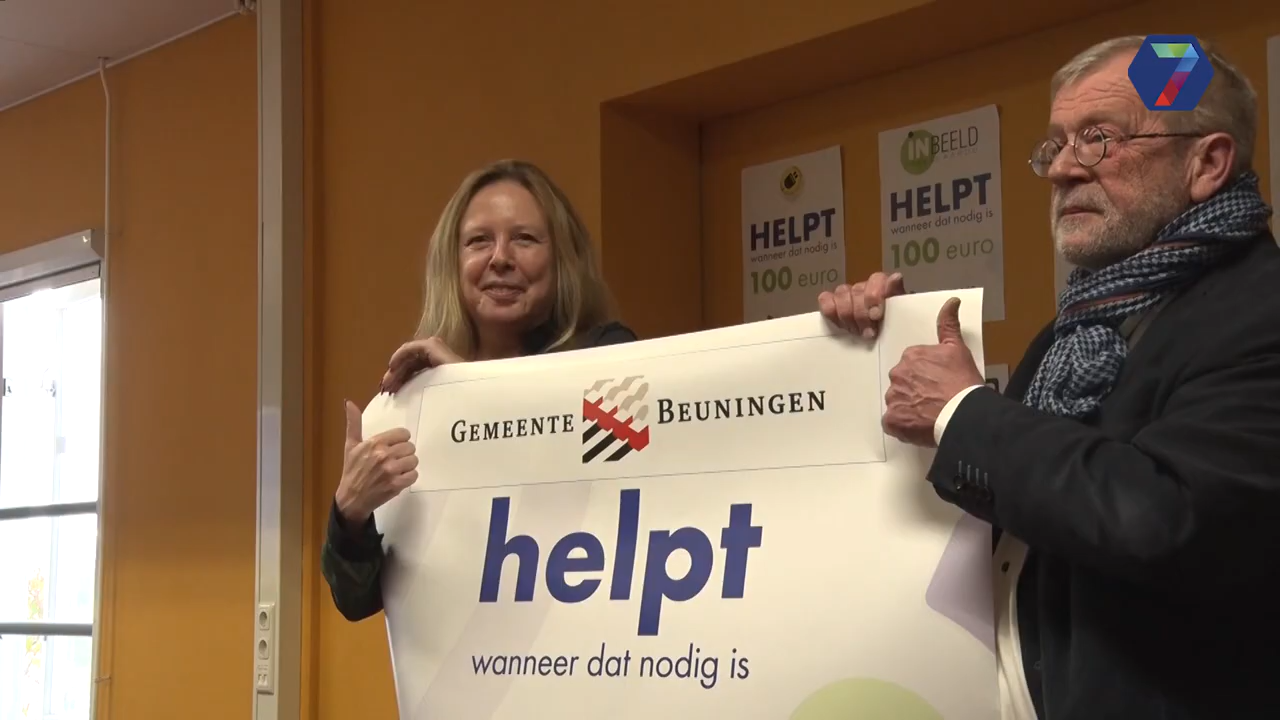 7
INBEELD
HELPT
wanneer dat nodig is
100 euro
HELPT
wanneer dat nodig is
100 euro
GEMEENTE BEUNINGEN
helpt
wanneer dat nodig is